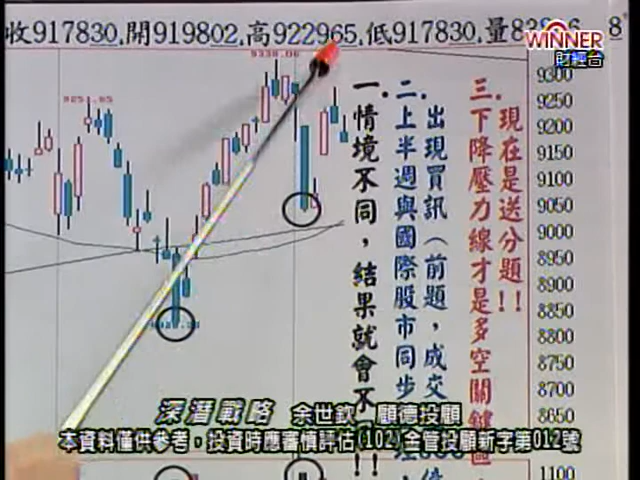 收917830,開919802,高922965,低917830,量83
8
WINNER
財經台
9338.06
9251.65
一.情境不同，結果就會不
!!
二.上半週與國際股市同步
出現買訊（前題，成交
三.下降壓力線才是多空關鍵
現在是送分題!!
9300
9250
9200
9150
9100
9050
9000
8950
8900
8850
8800
8750
8700
8650
1100
深潛戰略 余世欽 顧德投顧
本資料僅供參考，投資時應審慎評估(102)金管投顧新字第012號